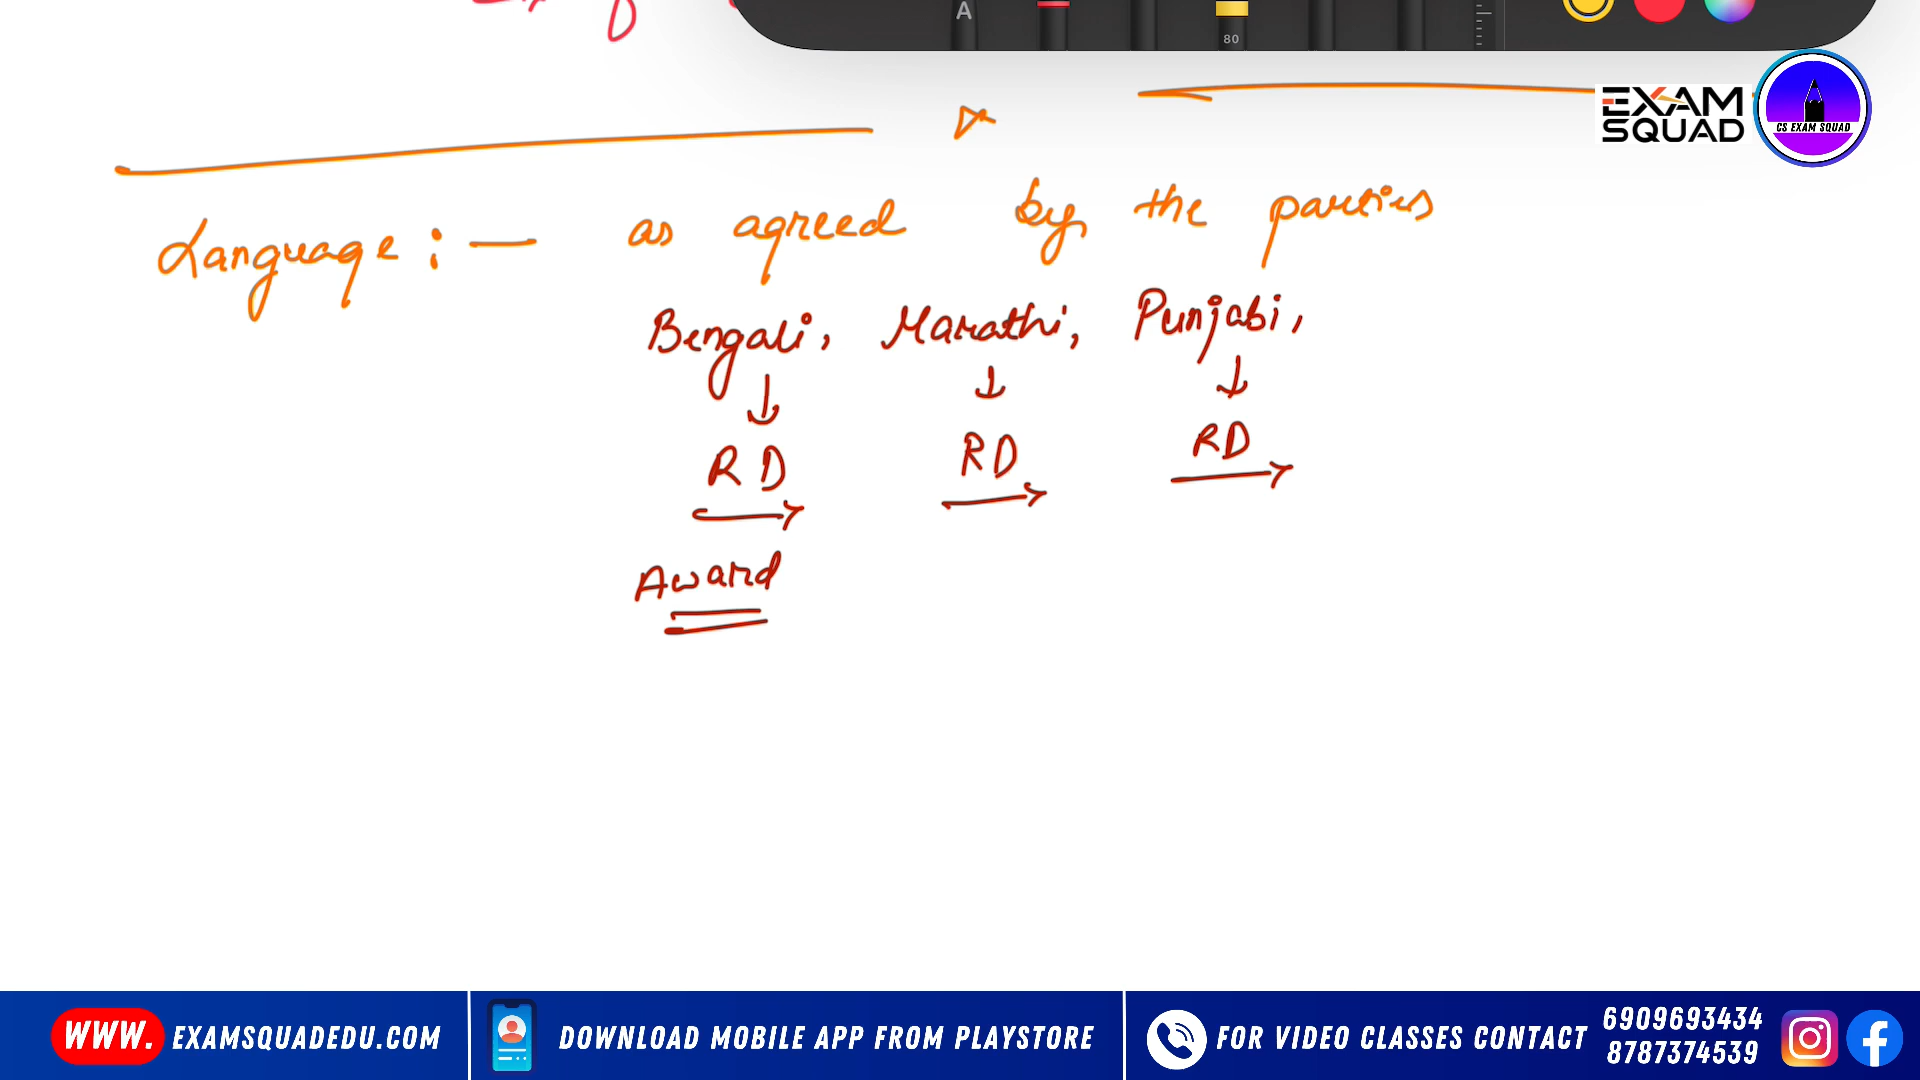 A
80
EXAM
SQUAD
CS EXAM SQUAD
Language : — as agreed by the parties
Bengali, Marathi, Punjabi,
RD RD RD
Award
WWW. EXAMSQUADEDU.COM
DOWNLOAD MOBILE APP FROM PLAYSTORE
FOR VIDEO CLASSES CONTACT
6909693434
8787374539